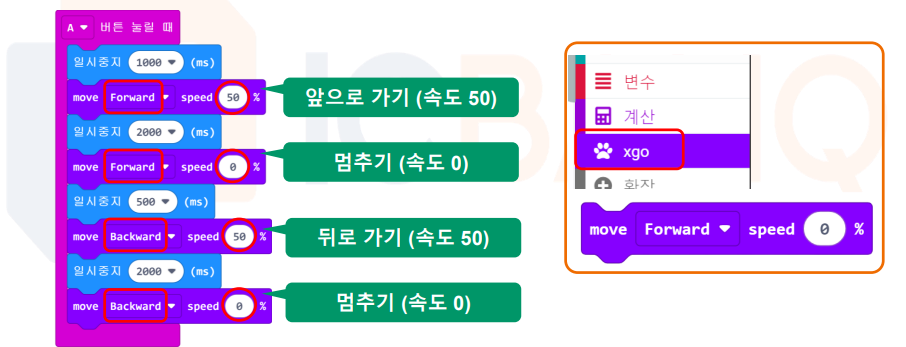 A 버튼 눌릴 때
일시중지 1000 (ms)
move Forward speed 50 %
앞으로 가기 (속도 50)
일시중지 2000 (ms)
move Forward speed 0 %
멈추기 (속도 0)
일시중지 500 (ms)
move Backward speed 50 %
뒤로 가기 (속도 50)
일시중지 2000 (ms)
move Backward speed 0 %
멈추기 (속도 0)
변수
계산
xgo
확장
move Forward speed 0 %